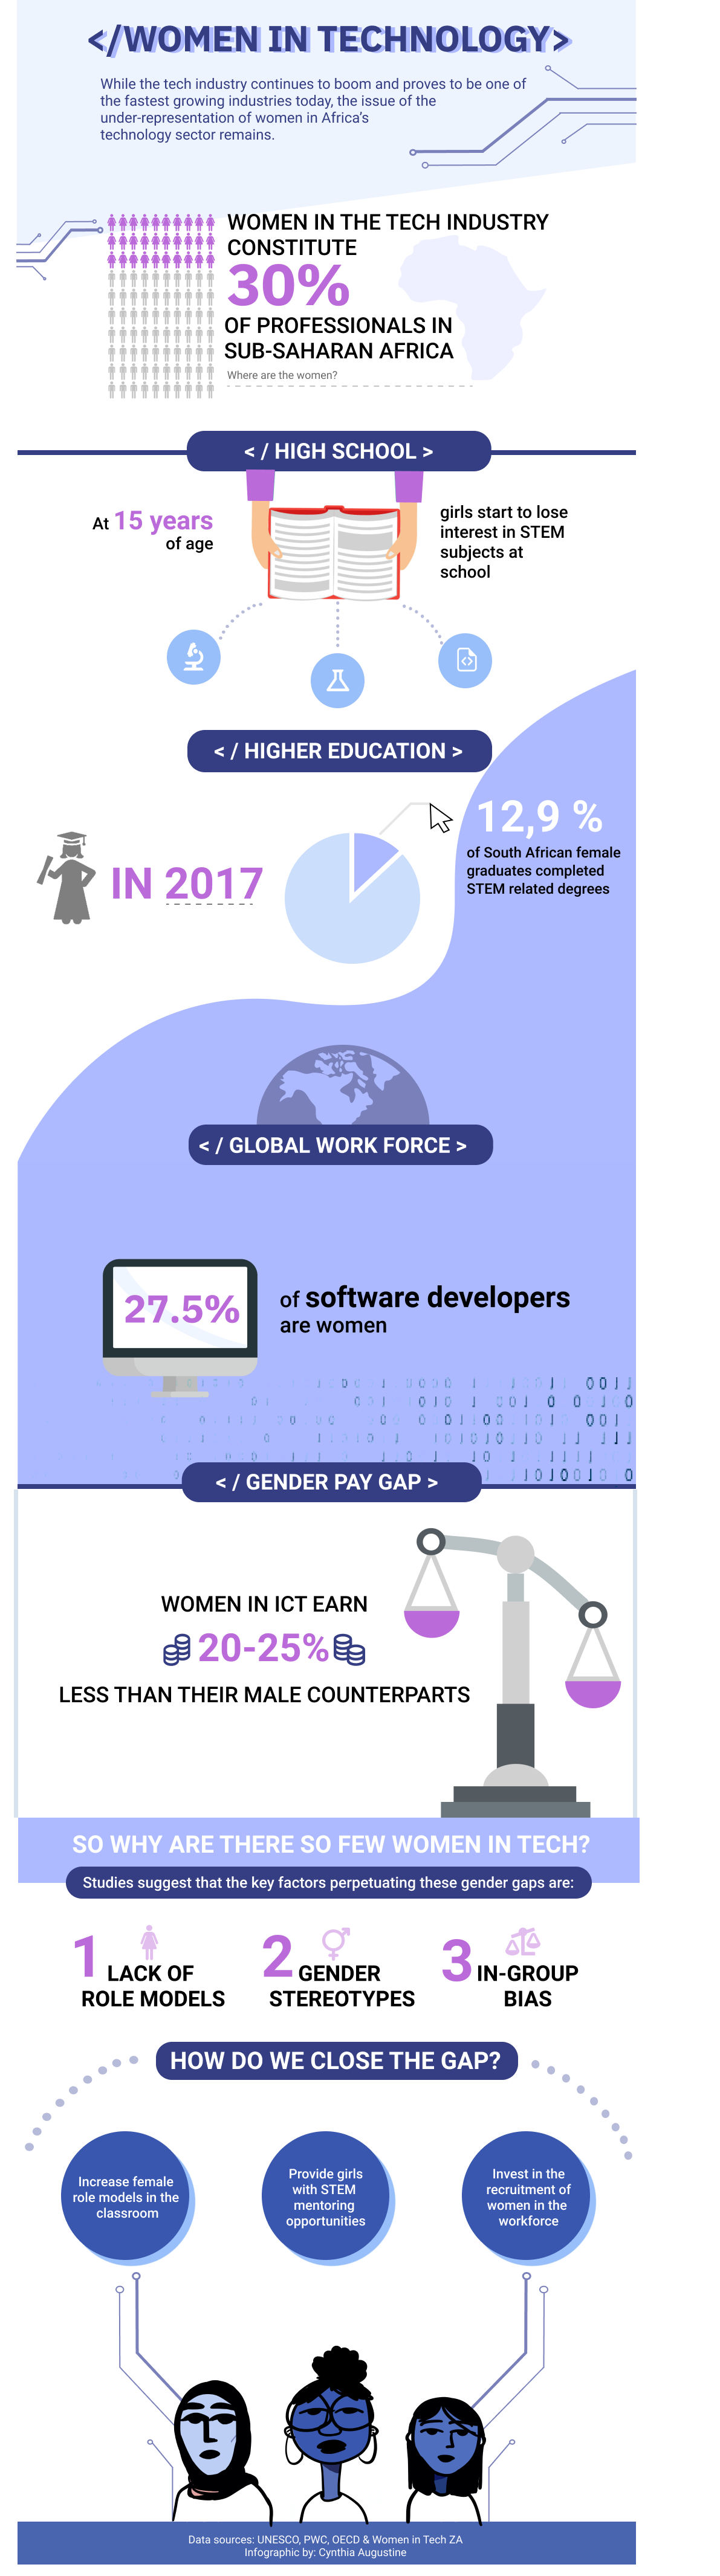 </WOMEN IN TECHNOLOGY>
While the tech industry continues to boom and proves to be one of
the fastest growing industries today, the issue of the
under-representation of women in Africa's
technology sector remains.
WOMEN IN THE TECH INDUSTRY
CONSTITUTE
30%
OF PROFESSIONALS IN
SUB-SAHARAN AFRICA
Where are the women?
< / HIGH SCHOOL >
At 15 years
of age
girls start to lose
interest in STEM
subjects at
school
< / HIGHER EDUCATION >
IN 2017
12,9 %
of South African female
graduates completed
STEM related degrees
< / GLOBAL WORK FORCE >
27.5%
of software developers
are women
< / GENDER PAY GAP >
WOMEN IN ICT EARN
20-25%
LESS THAN THEIR MALE COUNTERPARTS
SO WHY ARE THERE SO FEW WOMEN IN TECH?
Studies suggest that the key factors perpetuating these gender gaps are:
1 LACK OF
ROLE MODELS
2 GENDER
STEREOTYPES
3 IN-GROUP
BIAS
HOW DO WE CLOSE THE GAP?
Increase female
role models in the
classroom
Provide girls
with STEM
mentoring
opportunities
Invest in the
recruitment of
women in the
workforce
Data sources: UNESCO, PWC, OECD & Women in Tech ZA
Infographic by: Cynthia Augustine